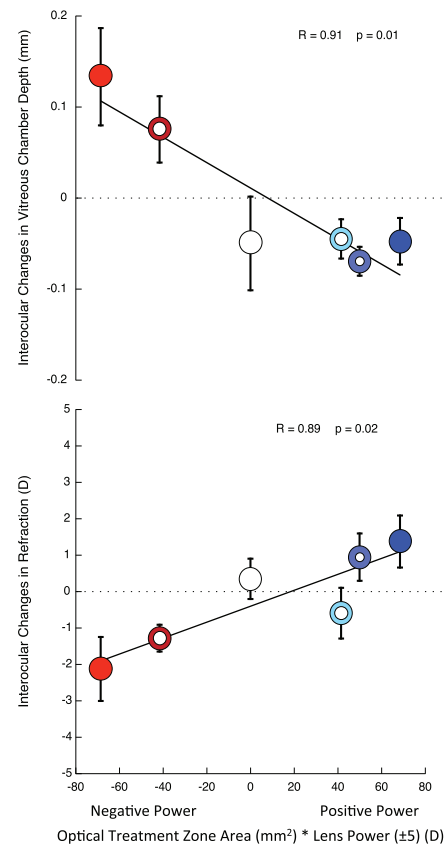 0.2
R = 0.91 p = 0.01
0.1
0
-0.1
-0.2
Interocular Changes in Vitreous Chamber Depth (mm)
5
R = 0.89 p = 0.02
4
3
2
1
0
-1
-2
-3
-4
-5
Interocular Changes in Refraction (D)
-80 -60 -40 -20 0 20 40 60 80
Negative Power Positive Power
Optical Treatment Zone Area (mm²) * Lens Power (±5) (D)